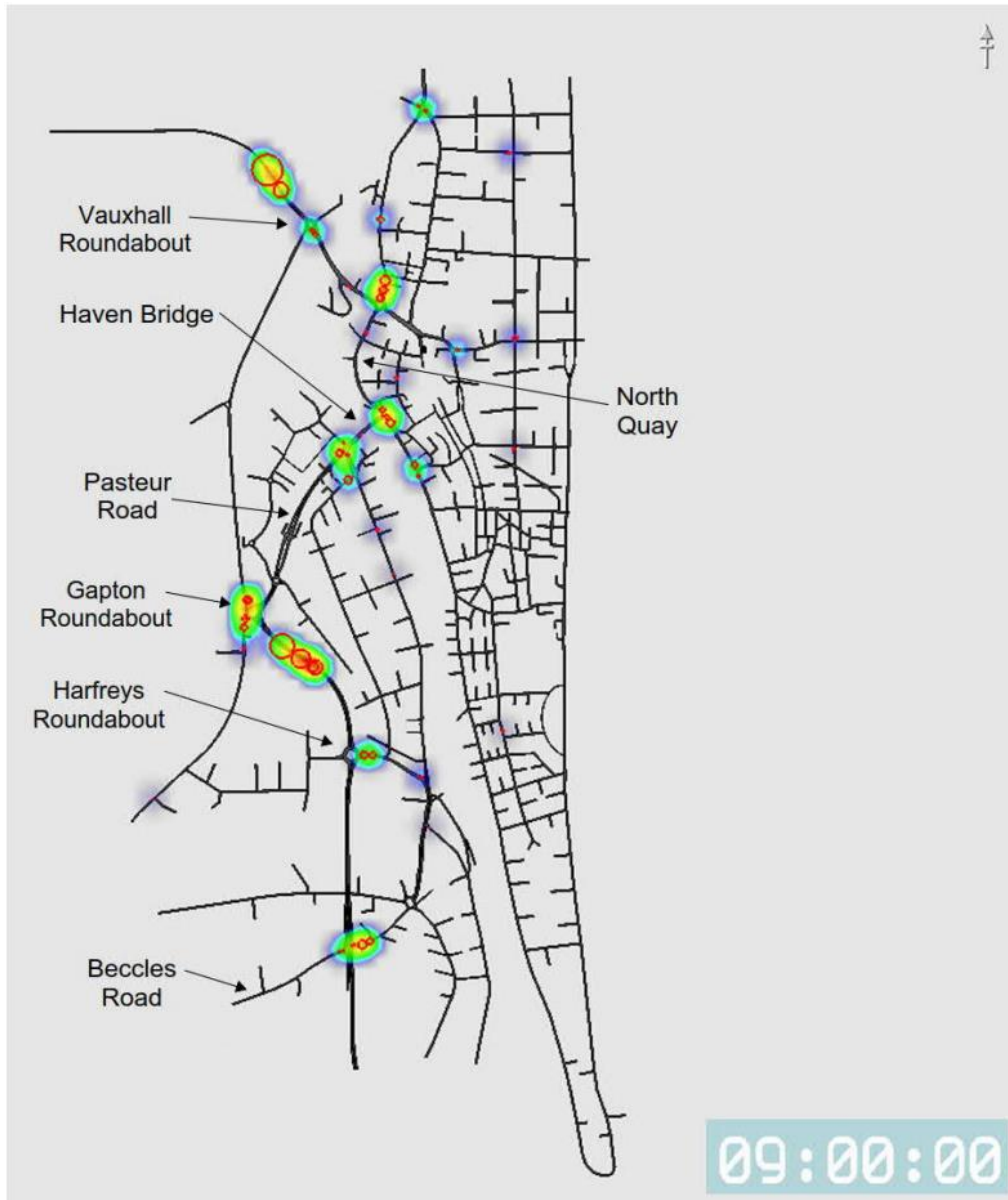 Vauxhall
Roundabout
Haven Bridge
North
Quay
Pasteur
Road
Gapton
Roundabout
Harfreys
Roundabout
Beccles
Road
09:00:00